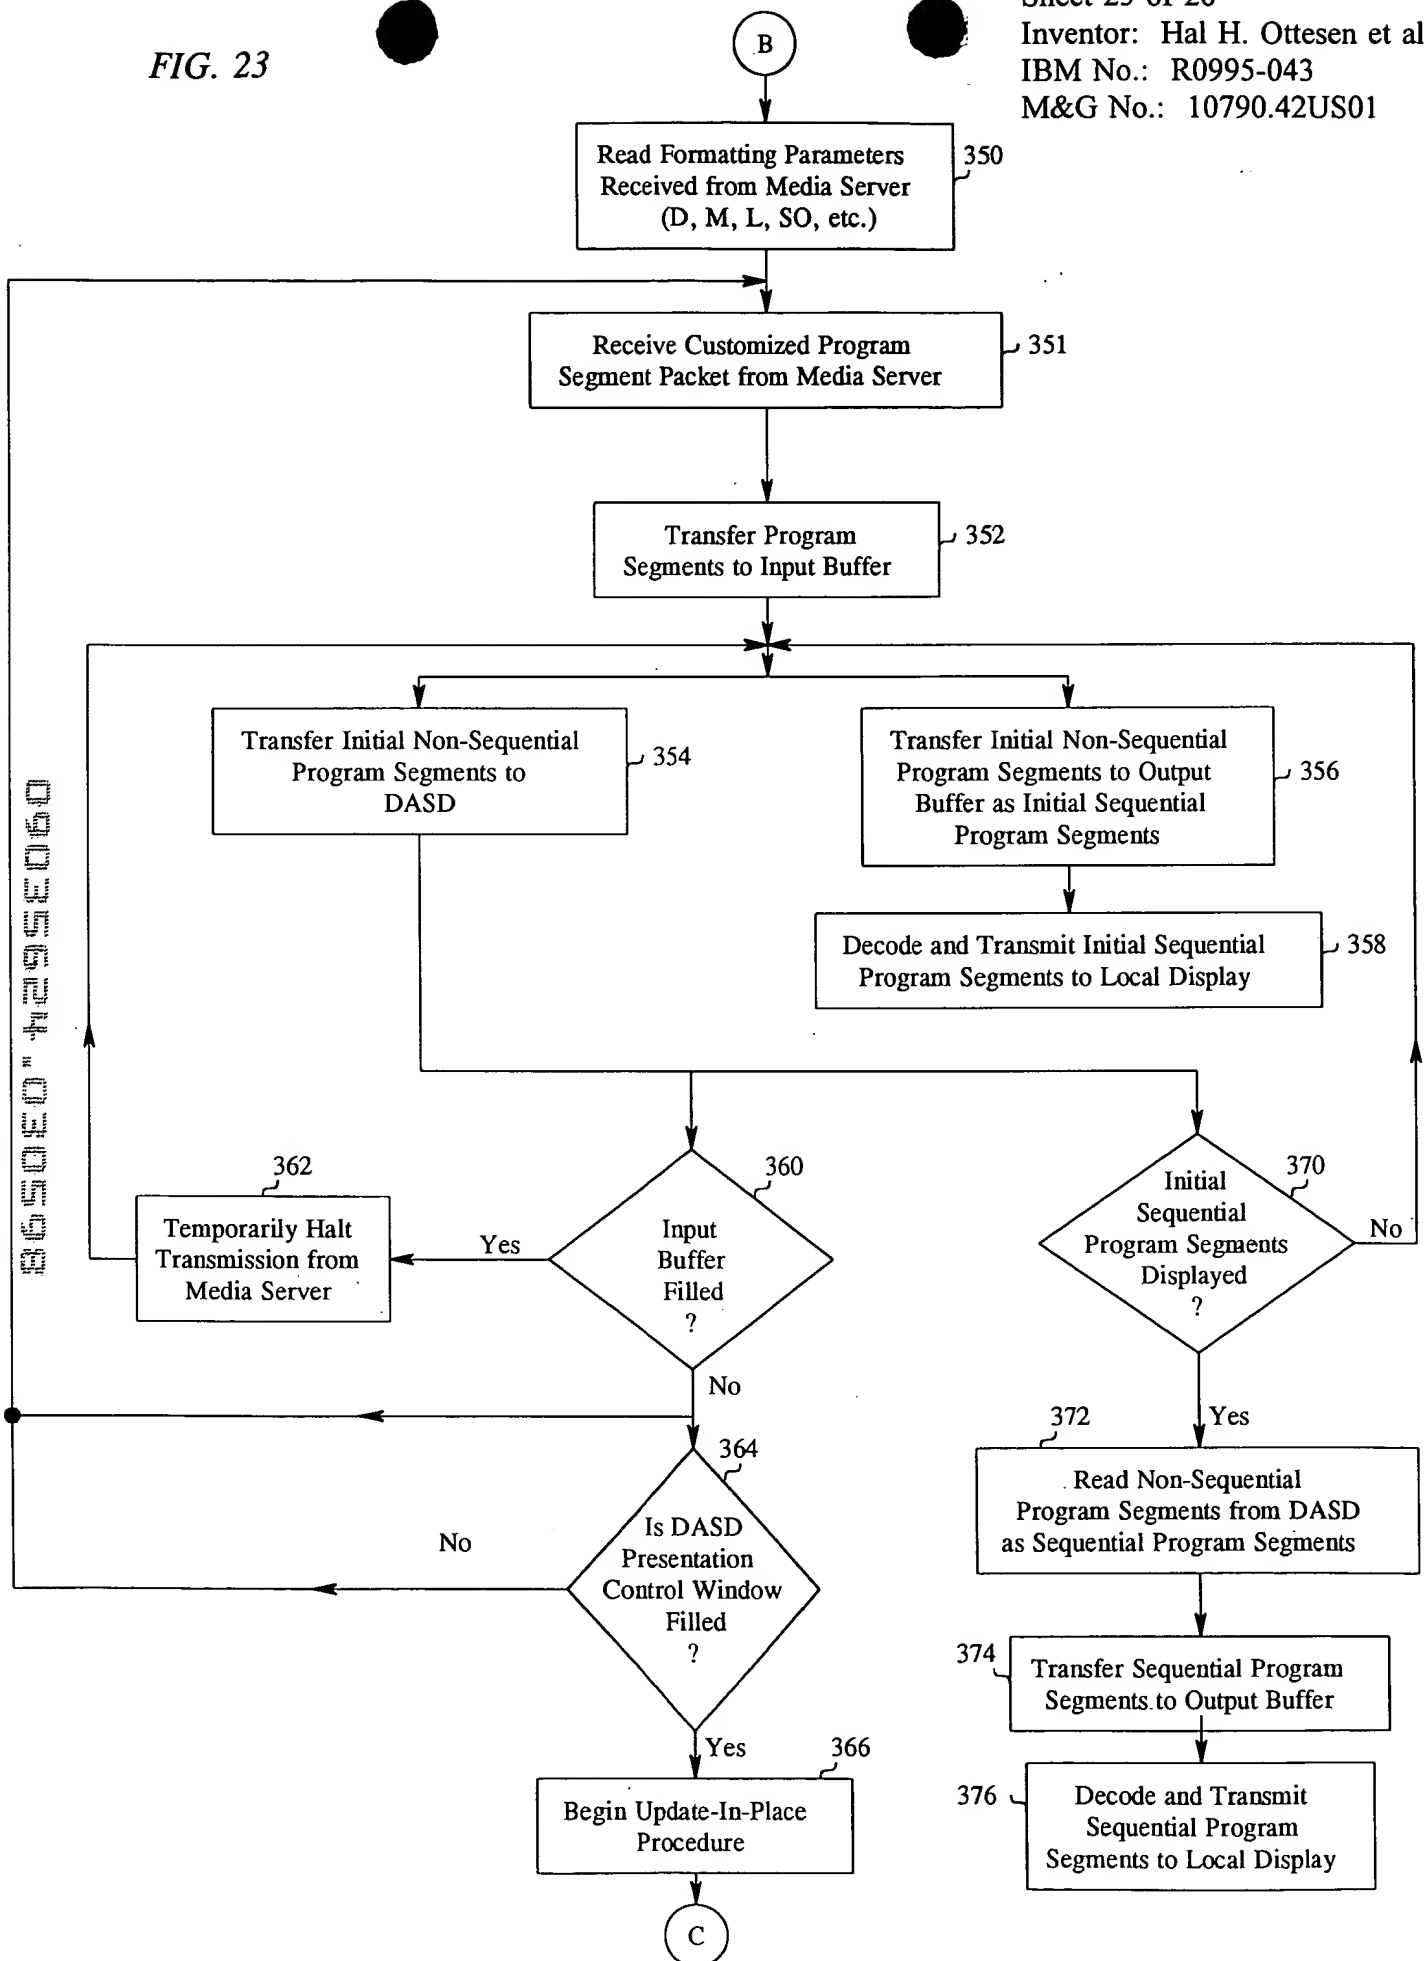 Sheet 23 of 26
Inventor: Hal H. Ottesen et al
IBM No.: R0995-043
M&G No.: 10790.42US01
FIG. 23
B
Read Formatting Parameters
Received from Media Server
(D, M, L, SO, etc.)
350
Receive Customized Program
Segment Packet from Media Server
351
Transfer Program
Segments to Input Buffer
352
Transfer Initial Non-Sequential
Program Segments to
DASD
354
Transfer Initial Non-Sequential
Program Segments to Output
Buffer as Initial Sequential
Program Segments
356
Decode and Transmit Initial Sequential
Program Segments to Local Display
358
09035924.030598
362
Temporarily Halt
Transmission from
Media Server
Yes
360
Input
Buffer
Filled
?
No
370
Initial
Sequential
Program Segments
Displayed
?
No
Yes
364
Is DASD
Presentation
Control Window
Filled
?
No
Yes
372
Read Non-Sequential
Program Segments from DASD
as Sequential Program Segments
374
Transfer Sequential Program
Segments to Output Buffer
376
Decode and Transmit
Sequential Program
Segments to Local Display
366
Begin Update-In-Place
Procedure
C